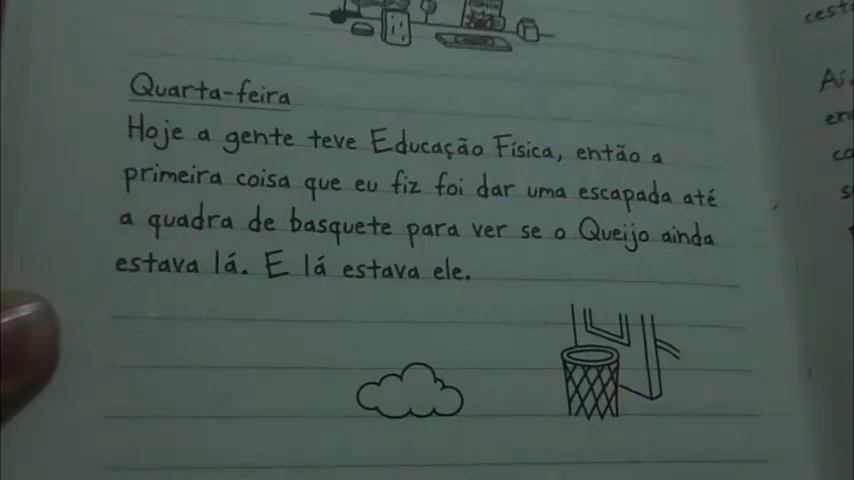 Quarta-feira
Hoje a gente teve Educação Física, então a
primeira coisa que eu fiz foi dar uma escapada até
a quadra de basquete para ver se o Queijo ainda
estava lá. E lá estava ele.